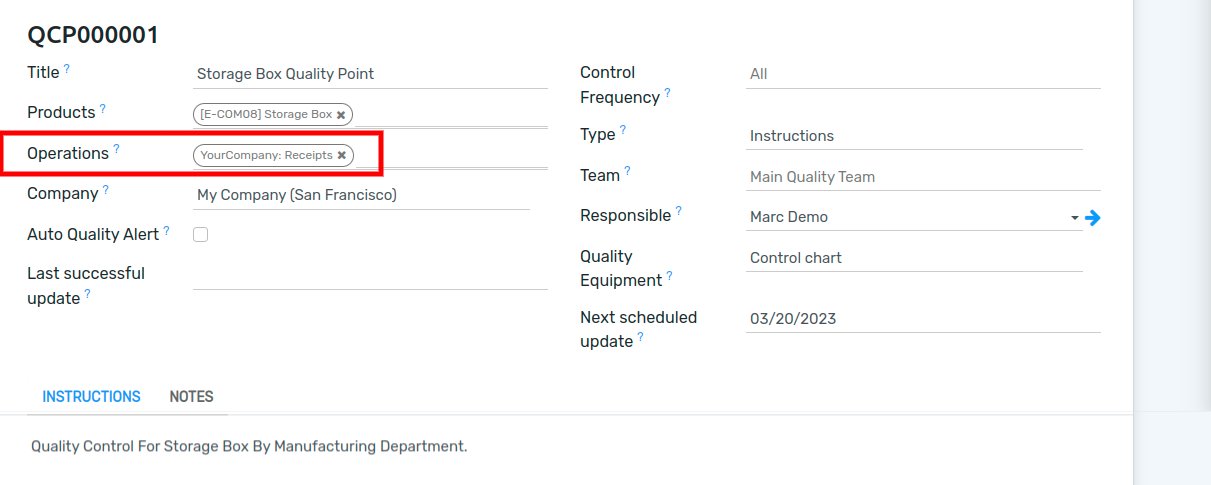 QCP000001
Title ?
Storage Box Quality Point
Products ?
[E-COM08] Storage Box ✖
Operations ?
YourCompany: Receipts ✖
Company ?
My Company (San Francisco)
Auto Quality Alert ?
Last successful
update ?
Control
Frequency ?
All
Type ?
Instructions
Team ?
Main Quality Team
Responsible ?
Marc Demo
Quality
Equipment ?
Control chart
Next scheduled
update ?
03/20/2023
INSTRUCTIONS
NOTES
Quality Control For Storage Box By Manufacturing Department.